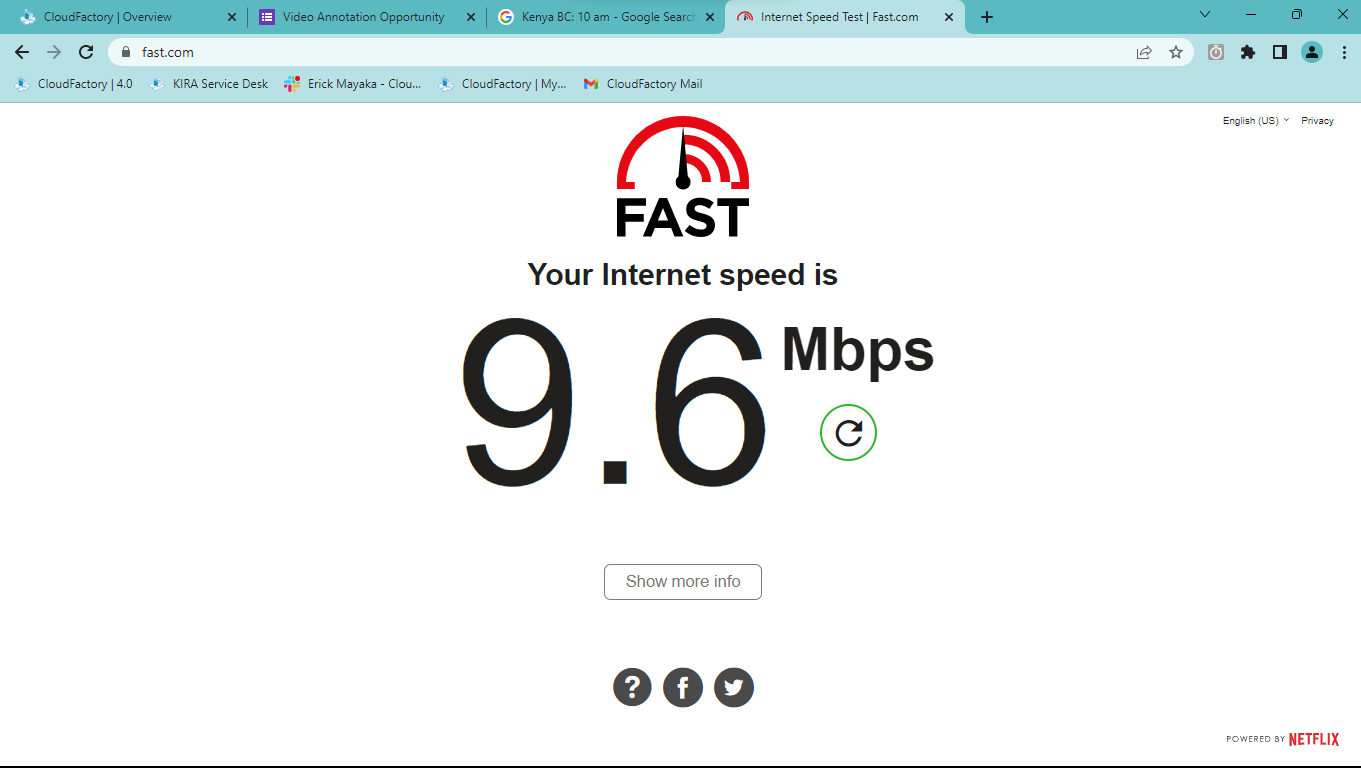 CloudFactory | Overview
Video Annotation Opportunity
Kenya BC: 10 am - Google Search
Internet Speed Test | Fast.com
fast.com
CloudFactory | 4.0
KIRA Service Desk
Erick Mayaka - Clou...
CloudFactory | My...
CloudFactory Mail
English (US)
Privacy
FAST
Your Internet speed is
9.6 Mbps
Show more info
?
f
POWERED BY NETFLIX